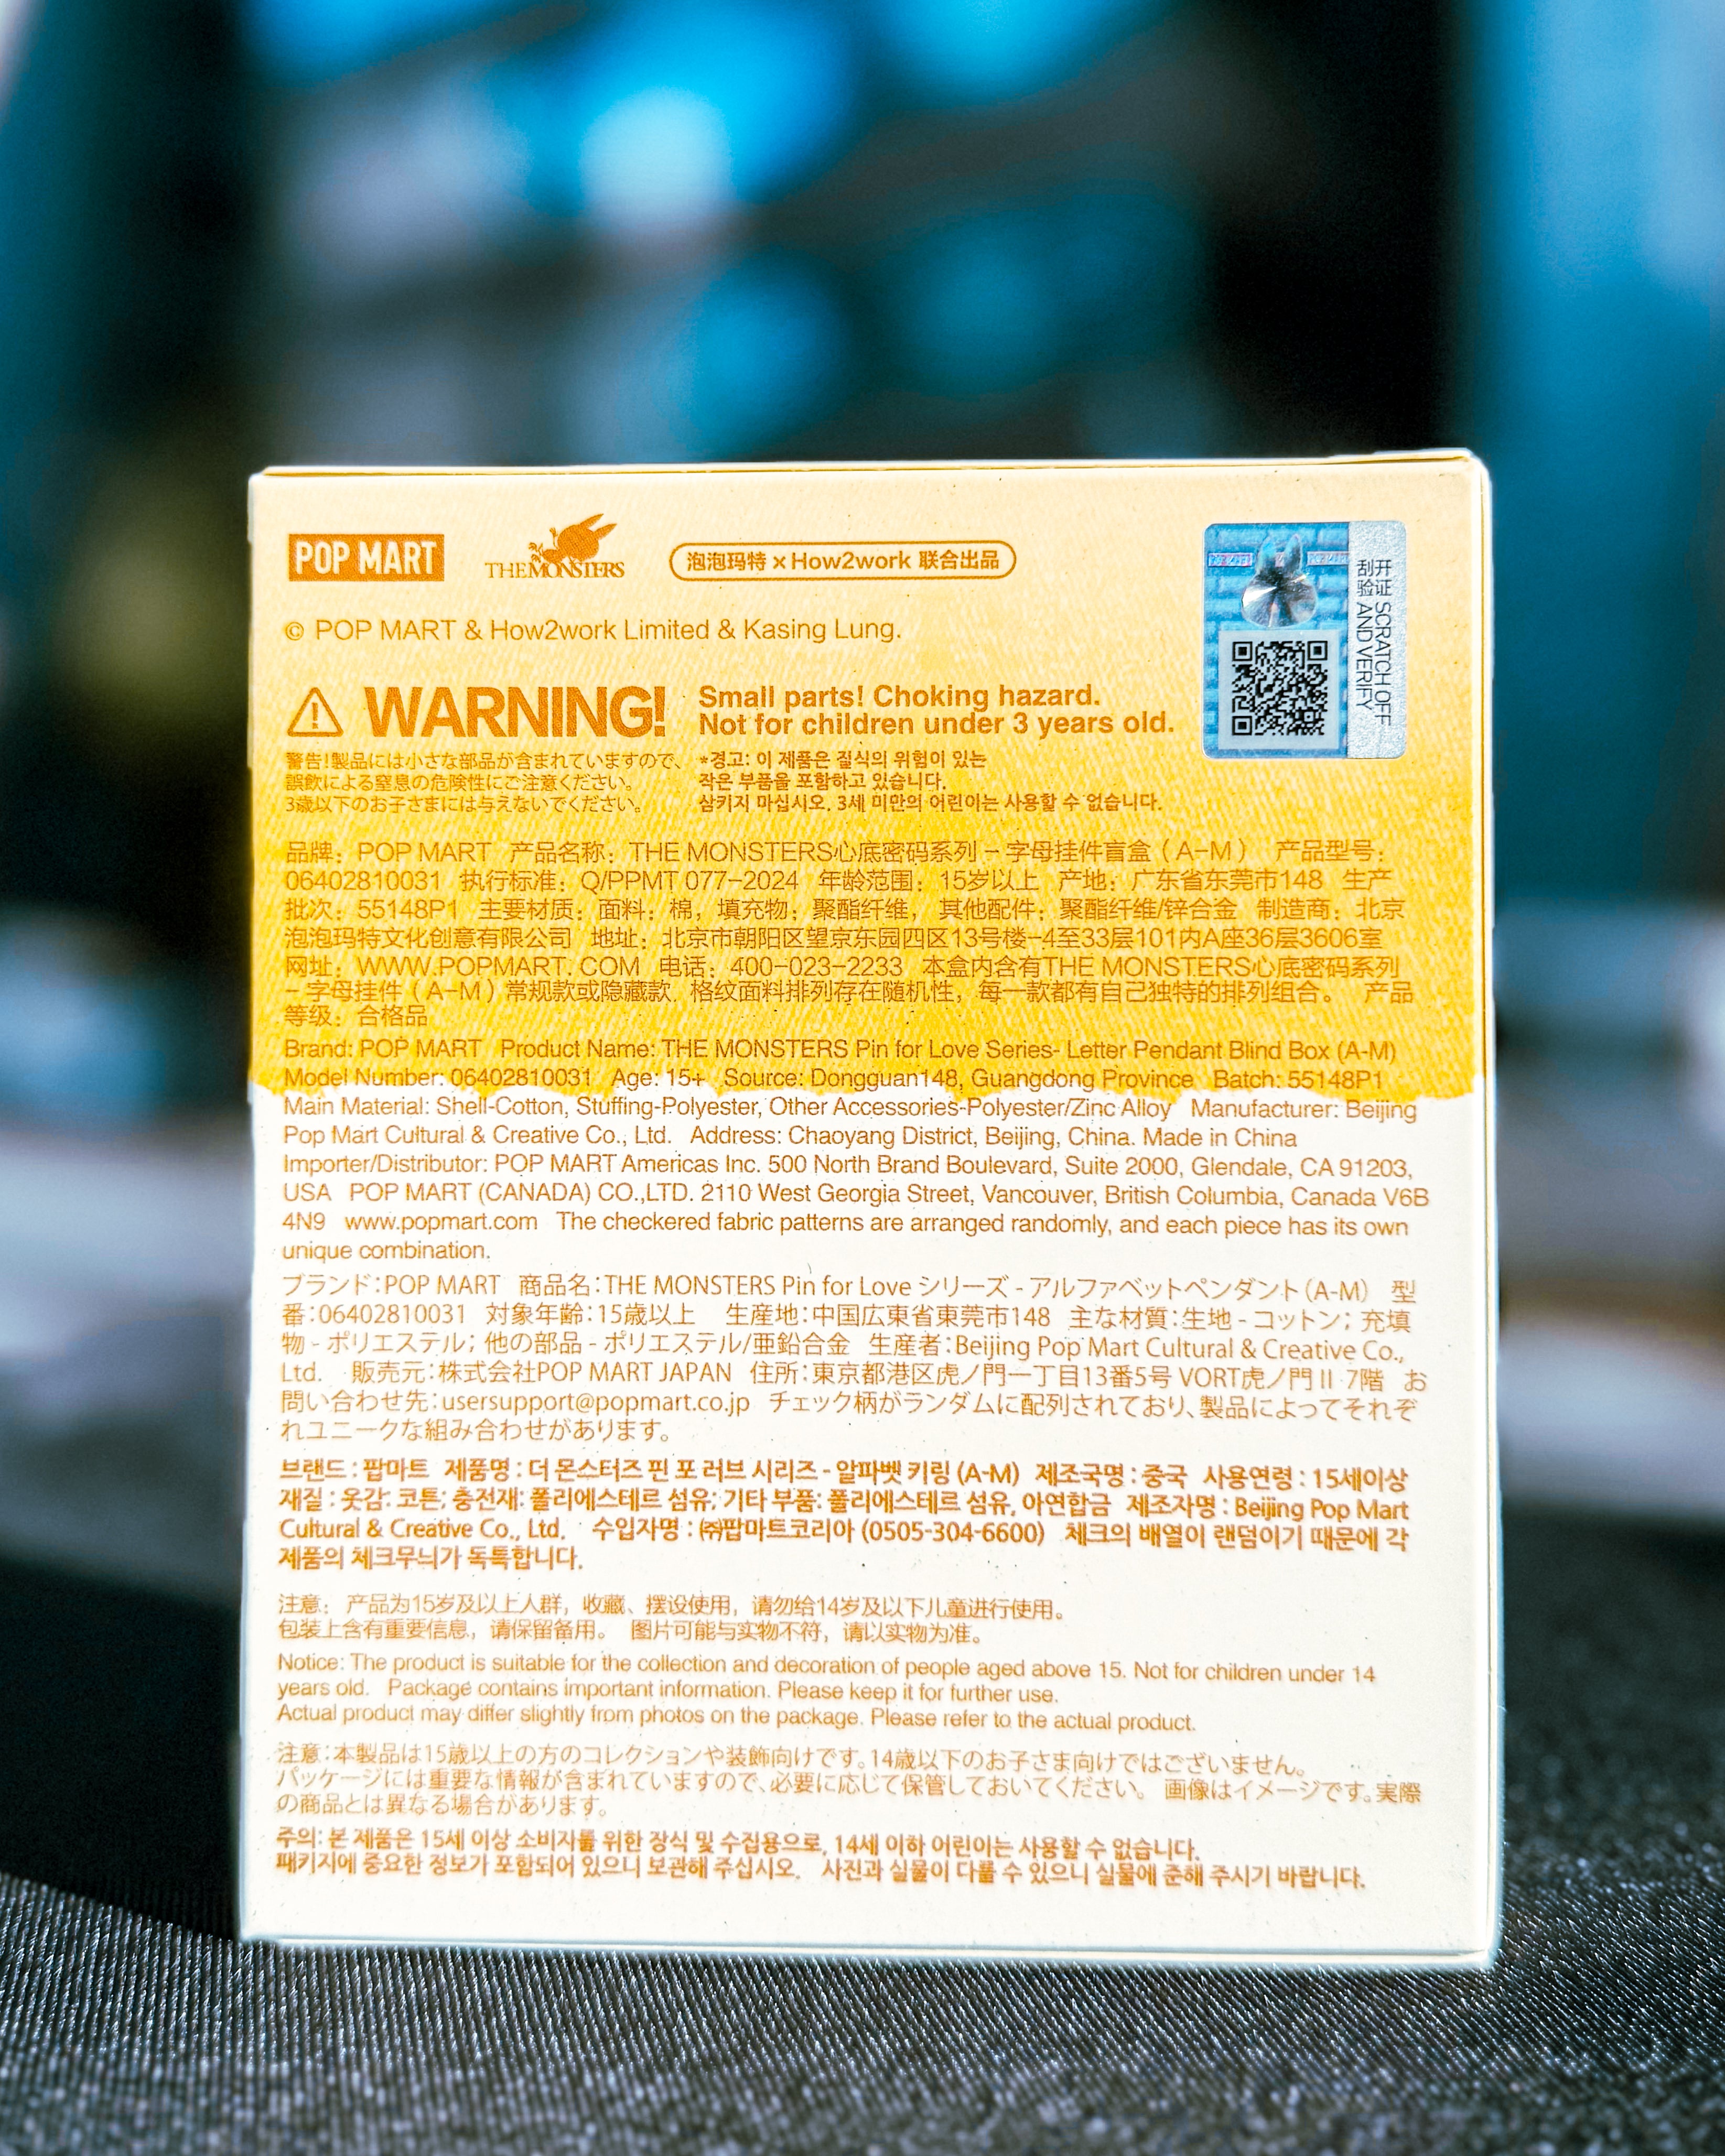 POP MART
THE MONSTERS
泡泡玛特 x How2work 联合出品
刮开
验证 SCRATCH OFF
AND VERIFY
© POP MART & How2work Limited & Kasing Lung.
WARNING!
Small parts! Choking hazard.
Not for children under 3 years old.
警告!製品には小さな部品が含まれていますので、
誤飲による窒息の危険性にご注意ください。
3歳以下のお子さまには与えないでください。
*경고: 이 제품은 질식의 위험이 있는
작은 부품을 포함하고 있습니다.
삼키지 마십시오. 3세 미만의 어린이는 사용할 수 없습니다.
品牌：POP MART 产品名称：THE MONSTERS心底密码系列－字母挂件盲盒（A-M） 产品型号：
06402810031 执行标准：Q/PPMT 077-2024 年龄范围：15岁以上 产地：广东省东莞市148 生产
批次：55148P1 主要材质：面料：棉，填充物：聚酯纤维，其他配件：聚酯纤维/锌合金 制造商：北京
泡泡玛特文化创意有限公司 地址：北京市朝阳区望京东园四区13号楼-4至33层101内A座36层3606室
网址：WWW.POPMART.COM 电话：400-023-2233 本盒内含有THE MONSTERS心底密码系列
－字母挂件（A-M）常规款或隐藏款. 格纹面料排列存在随机性，每一款都有自己独特的排列组合。 产品
等级：合格品
Brand: POP MART Product Name: THE MONSTERS Pin for Love Series- Letter Pendant Blind Box (A-M)
Model Number: 06402810031 Age: 15+ Source: Dongguan148, Guangdong Province Batch: 55148P1
Main Material: Shell-Cotton, Stuffing-Polyester, Other Accessories-Polyester/Zinc Alloy Manufacturer: Beijing
Pop Mart Cultural & Creative Co., Ltd. Address: Chaoyang District, Beijing, China. Made in China
Importer/Distributor: POP MART Americas Inc. 500 North Brand Boulevard, Suite 2000, Glendale, CA 91203,
USA POP MART (CANADA) CO.,LTD. 2110 West Georgia Street, Vancouver, British Columbia, Canada V6B
4N9 www.popmart.com The checkered fabric patterns are arranged randomly, and each piece has its own
unique combination.
ブランド：POP MART 商品名：THE MONSTERS Pin for Love シリーズ - アルファベットペンダント（A-M） 型
番：06402810031 対象年齢：15歳以上 生産地：中国広東省東莞市148 主な材質：生地 - コットン；充填
物 - ポリエステル；他の部品 - ポリエステル/亜鉛合金 生産者：Beijing Pop Mart Cultural & Creative Co.,
Ltd. 販売元：株式会社POP MART JAPAN 住所：東京都港区虎ノ門一丁目13番5号 VORT虎ノ門 II 7階 お
問い合わせ先：usersupport@popmart.co.jp チェック柄がランダムに配列されており、製品によってそれぞ
れユニークな組み合わせがあります。
브랜드 : 팝마트 제품명 : 더 몬스터즈 핀 포 러브 시리즈 - 알파벳 키링 (A-M) 제조국명 : 중국 사용연령 : 15세이상
재질 : 옷감: 코튼; 충전재: 폴리에스테르 섬유; 기타 부품: 폴리에스테르 섬유, 아연합금 제조자명 : Beijing Pop Mart
Cultural & Creative Co., Ltd. 수입자명 : ㈜팝마트코리아 (0505-304-6600) 체크의 배열이 랜덤이기 때문에 각
제품의 체크무늬가 독특합니다.
注意：产品为15岁及以上人群，收藏、摆设使用，请勿给14岁及以下儿童进行使用。
包装上含有重要信息，请保留备用。 图片可能与实物不符，请以实物为准。
Notice: The product is suitable for the collection and decoration of people aged above 15. Not for children under 14
years old. Package contains important information. Please keep it for further use.
Actual product may differ slightly from photos on the package. Please refer to the actual product.
注意：本製品は15歳以上の方のコレクションや装飾向けです。14歳以下のお子さま向けではございません。
パッケージには重要な情報が含まれていますので、必要に応じて保管しておいてください。 画像はイメージです。実際
の商品とは異なる場合があります。
주의: 본 제품은 15세 이상 소비자를 위한 장식 및 수집용으로, 14세 이하 어린이는 사용할 수 없습니다.
패키지에 중요한 정보가 포함되어 있으니 보관해 주십시오. 사진과 실물이 다를 수 있으니 실물에 준해 주시기 바랍니다.